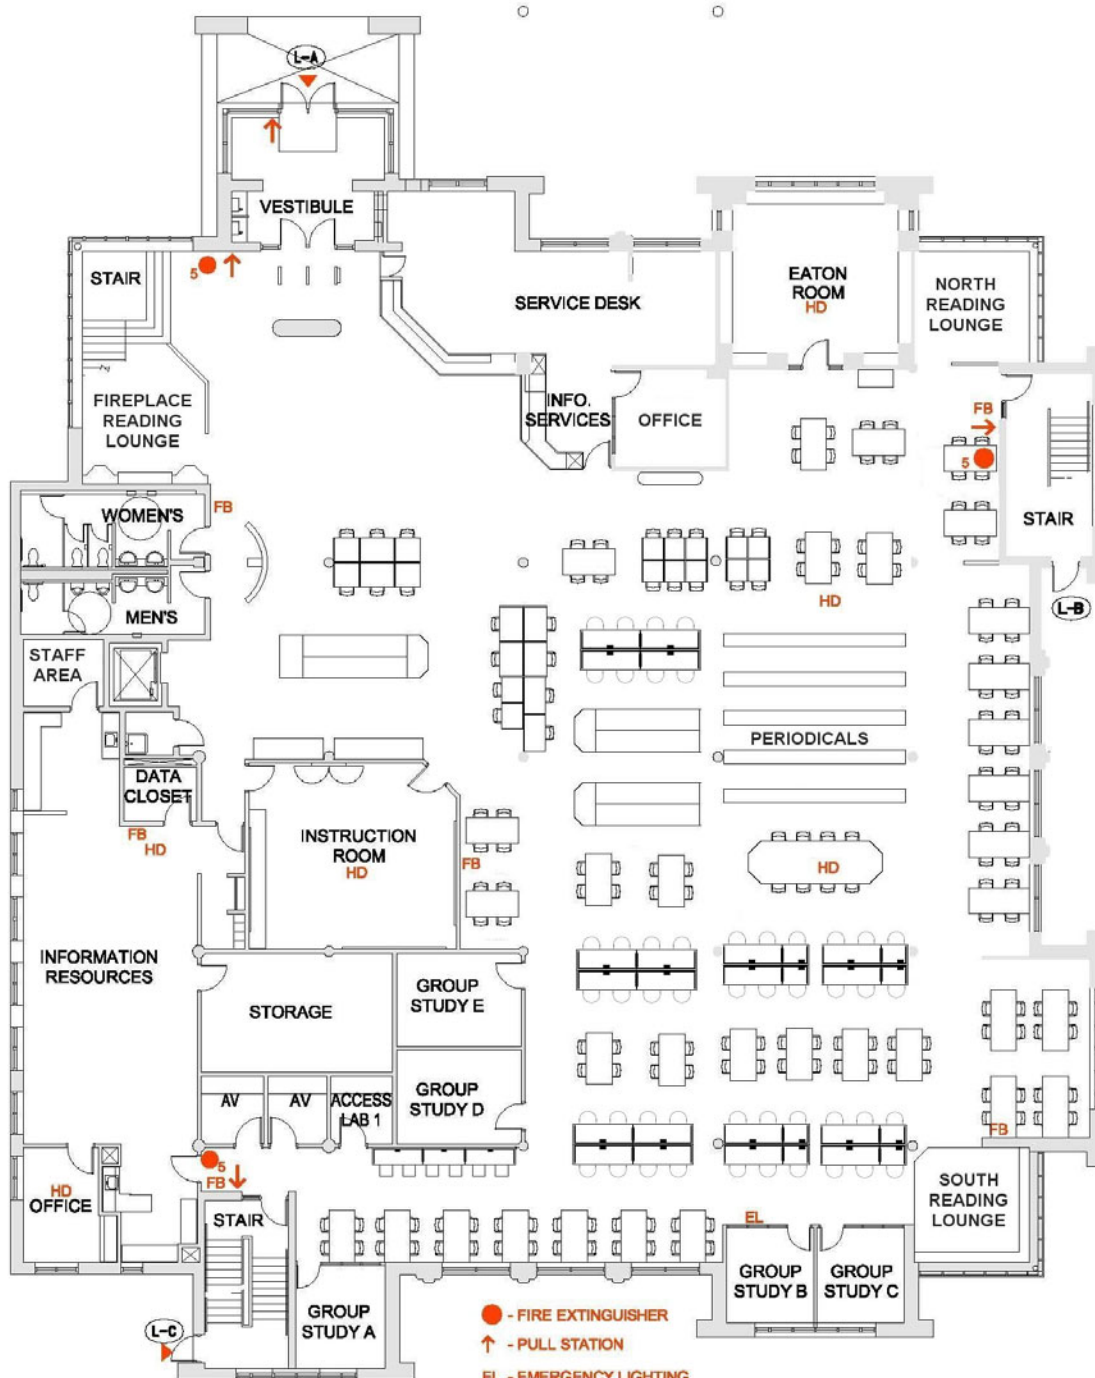 L-A
VESTIBULE
STAIR
5
SERVICE DESK
EATON
ROOM
HD
NORTH
READING
LOUNGE
FIREPLACE
READING
LOUNGE
INFO.
SERVICES
OFFICE
FB
5
STAIR
WOMEN'S
FB
MEN'S
HD
L-B
STAFF
AREA
PERIODICALS
DATA
CLOSET
FB
HD
INSTRUCTION
ROOM
HD
FB
HD
INFORMATION
RESOURCES
STORAGE
GROUP
STUDY E
GROUP
STUDY D
AV
AV
ACCESS
LAB 1
FB
5
FB
HD
OFFICE
STAIR
SOUTH
READING
LOUNGE
EL
GROUP
STUDY B
GROUP
STUDY C
GROUP
STUDY A
L-C
- FIRE EXTINGUISHER
- PULL STATION
EL - EMERGENCY LIGHTING